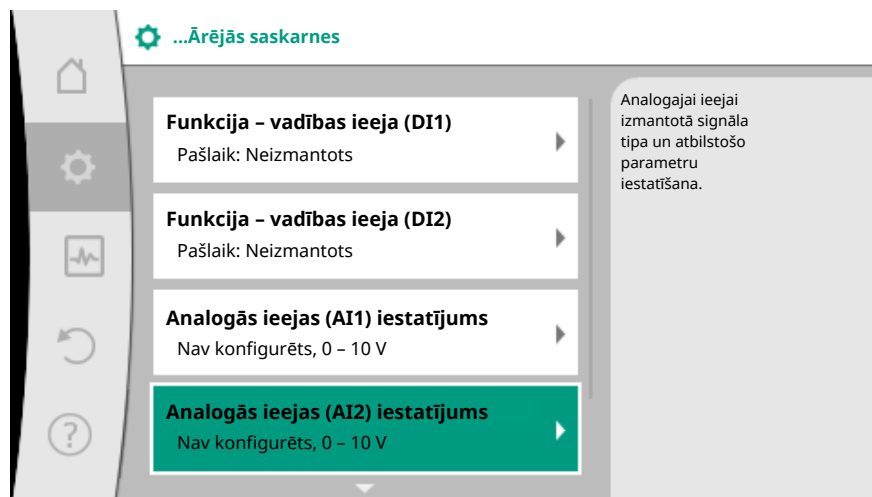 ...Ārējās saskarnes
Funkcija – vadības ieeja (DI1)
Pašlaik: Neizmantots
Funkcija – vadības ieeja (DI2)
Pašlaik: Neizmantots
Analogās ieejas (AI1) iestatījums
Nav konfigurēts, 0 – 10 V
Analogās ieejas (AI2) iestatījums
Nav konfigurēts, 0 – 10 V
Analogajai ieejai
izmantotā signāla
tipa un atbilstošo
parametru
iestatīšana.
?